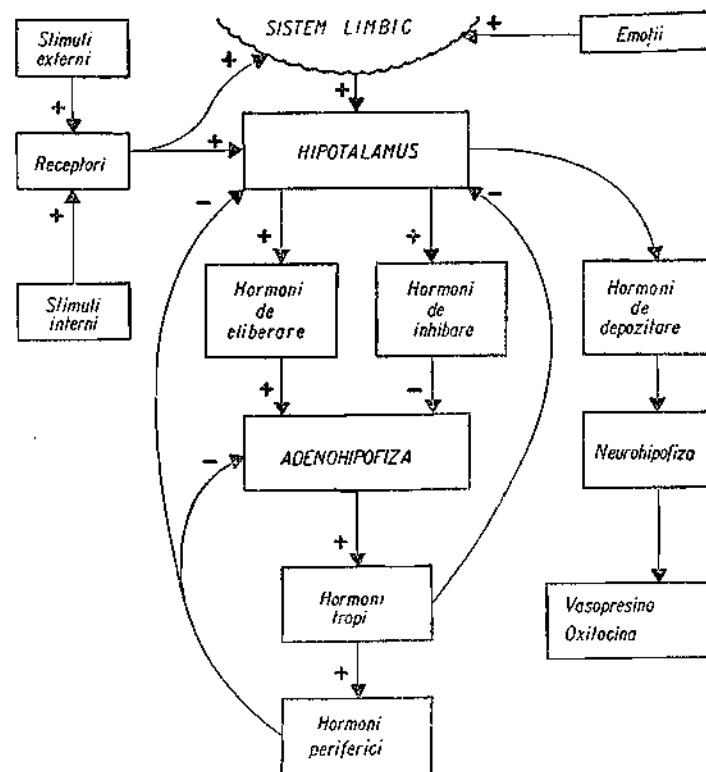 SISTEM LIMBIC
+
Emoții
Stimuli
externi
+
+
+
Receptori
+
HIPOTALAMUS
+
-
-
+
+
Stimuli
interni
Hormoni
de
eliberare
Hormoni
de
inhibare
Hormoni
de
depozitare
+
-
-
ADENOHIPOFIZA
Neurohipofiza
+
Hormoni
tropi
Vasopresina
Oxitocina
+
Hormoni
periferici